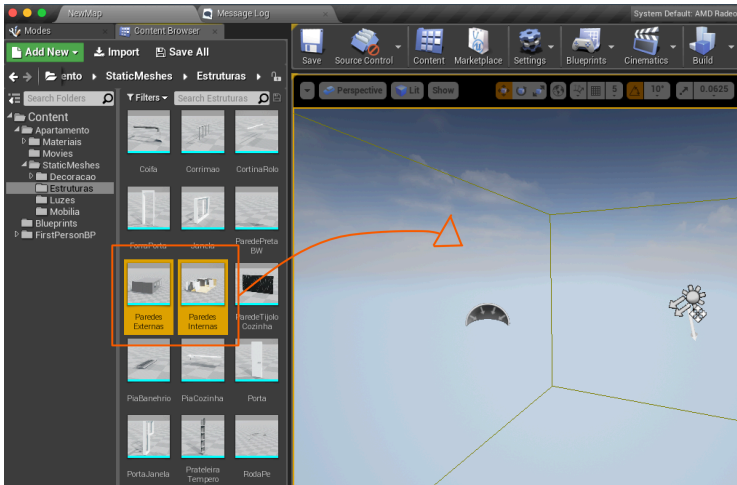 NewMap
Message Log
System Default: AMD Radeo
Modes
Content Browser
Add New
Import
Save All
Save
Source Control
Content
Marketplace
Settings
Blueprints
Cinematics
Build
ento
StaticMeshes
Estruturas
Search Folders
Filters
Search Estruturas
Perspective
Lit
Show
5
10°
0.0625
Content
Apartamento
Materiais
Movies
StaticMeshes
Decoracao
Estruturas
Luzes
Mobilia
Blueprints
FirstPersonBP
Coifa
Corrimao
CortinaRolo
ForraPorta
Janela
ParedePreta
BW
Paredes
Externas
Paredes
Internas
ParedeTijolo
Cozinha
PiaBanehrio
PiaCozinha
Porta
PortaJanela
Prateleira
Tempero
RodaPe